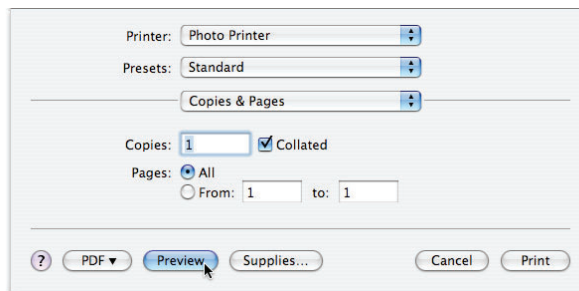 Printer: Photo Printer
Presets: Standard
Copies & Pages
Copies: 1 Collated
Pages: All
From: 1 to: 1
? PDF▼ Preview Supplies... Cancel Print